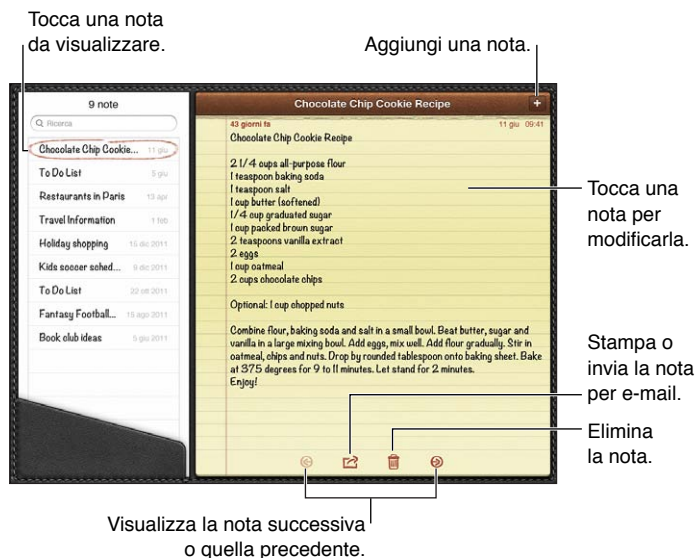 Tocca una nota
da visualizzare.
Aggiungi una nota.
9 note
Ricerca
Chocolate Chip Cookie... 11 giu
To Do List 5 giu
Restaurants in Paris 13 apr
Travel Information 1 feb
Holiday shopping 15 dic 2011
Kids soccer sched... 9 dic 2011
To Do List 22 ott 2011
Fantasy Football... 15 ago 2011
Book club ideas 5 giu 2011
Chocolate Chip Cookie Recipe
+
43 giorni fa 11 giu 09:41
Chocolate Chip Cookie Recipe
2 1/4 cups all-purpose flour
1 teaspoon baking soda
1 teaspoon salt
1 cup butter (softened)
1/4 cup graduated sugar
1 cup packed brown sugar
2 teaspoons vanilla extract
2 eggs
1 cup oatmeal
2 cups chocolate chips
Optional: 1 cup chopped nuts
Combine flour, baking soda and salt in a small bowl. Beat butter, sugar and
vanilla in a large mixing bowl. Add eggs, mix well. Add flour gradually. Stir in
oatmeal, chips and nuts. Drop by rounded tablespoon onto baking sheet. Bake
at 375 degrees for 9 to 11 minutes. Let stand for 2 minutes.
Enjoy!
Tocca una
nota per
modificarla.
Stampa o
invia la nota
per e-mail.
Elimina
la nota.
Visualizza la nota successiva
o quella precedente.